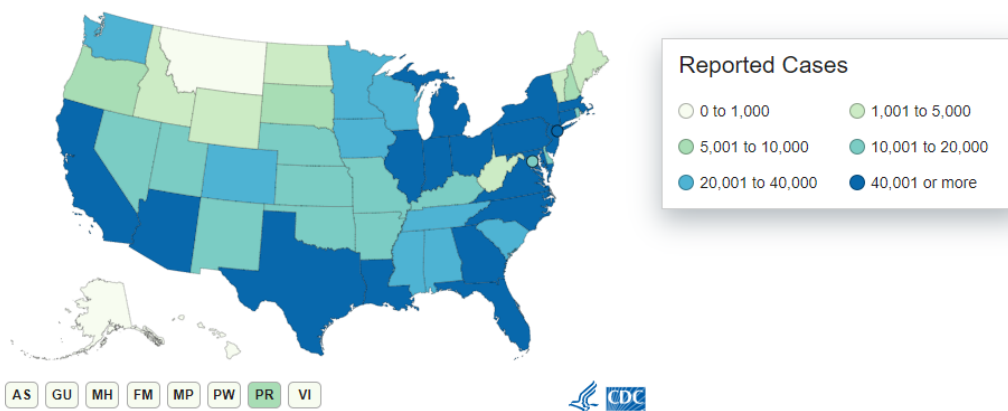 Reported Cases
0 to 1,000
1,001 to 5,000
5,001 to 10,000
10,001 to 20,000
20,001 to 40,000
40,001 or more
AS GU MH FM MP PW PR VI
CDC